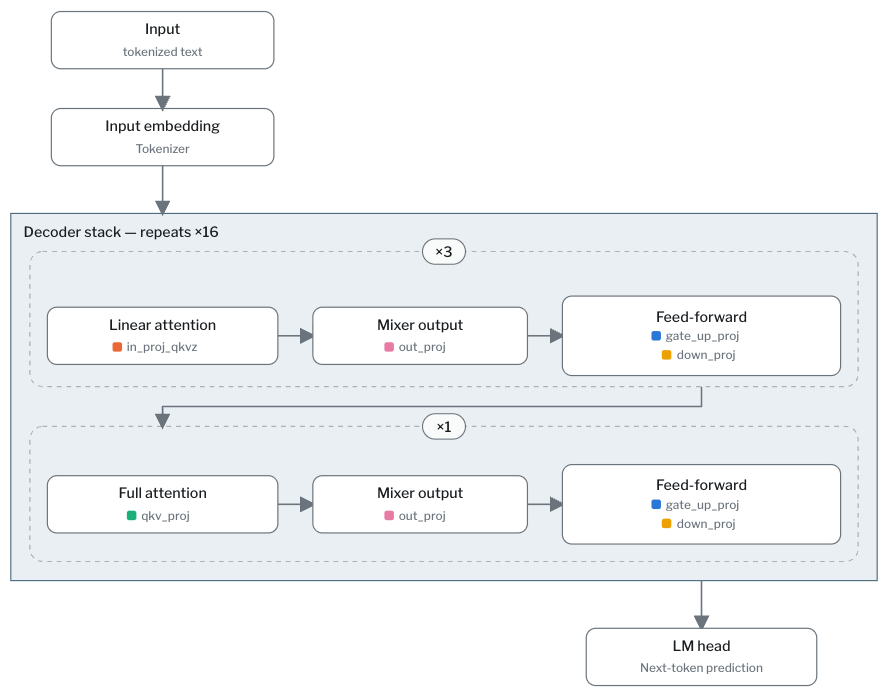 Input
tokenized text
Input embedding
Tokenizer
Decoder stack — repeats ×16
×3
Linear attention
in_proj_qkvz
Mixer output
out_proj
Feed-forward
gate_up_proj
down_proj
×1
Full attention
qkv_proj
Mixer output
out_proj
Feed-forward
gate_up_proj
down_proj
LM head
Next-token prediction